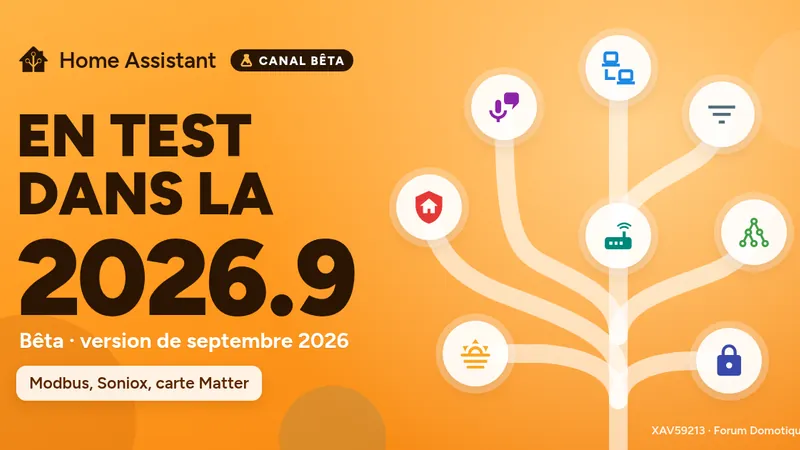 Home Assistant
CANAL BÊTA
EN TEST
DANS LA
2026.9
Bêta · version de septembre 2026
Modbus, Soniox, carte Matter
XAV59213 · Forum